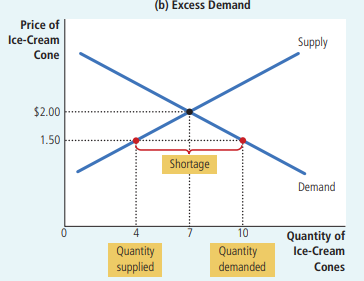 (b) Excess Demand
Price of
Ice-Cream
Cone
Supply
$2.00
1.50
Shortage
Demand
0
4
7
10
Quantity of
Ice-Cream
Cones
Quantity
supplied
Quantity
demanded